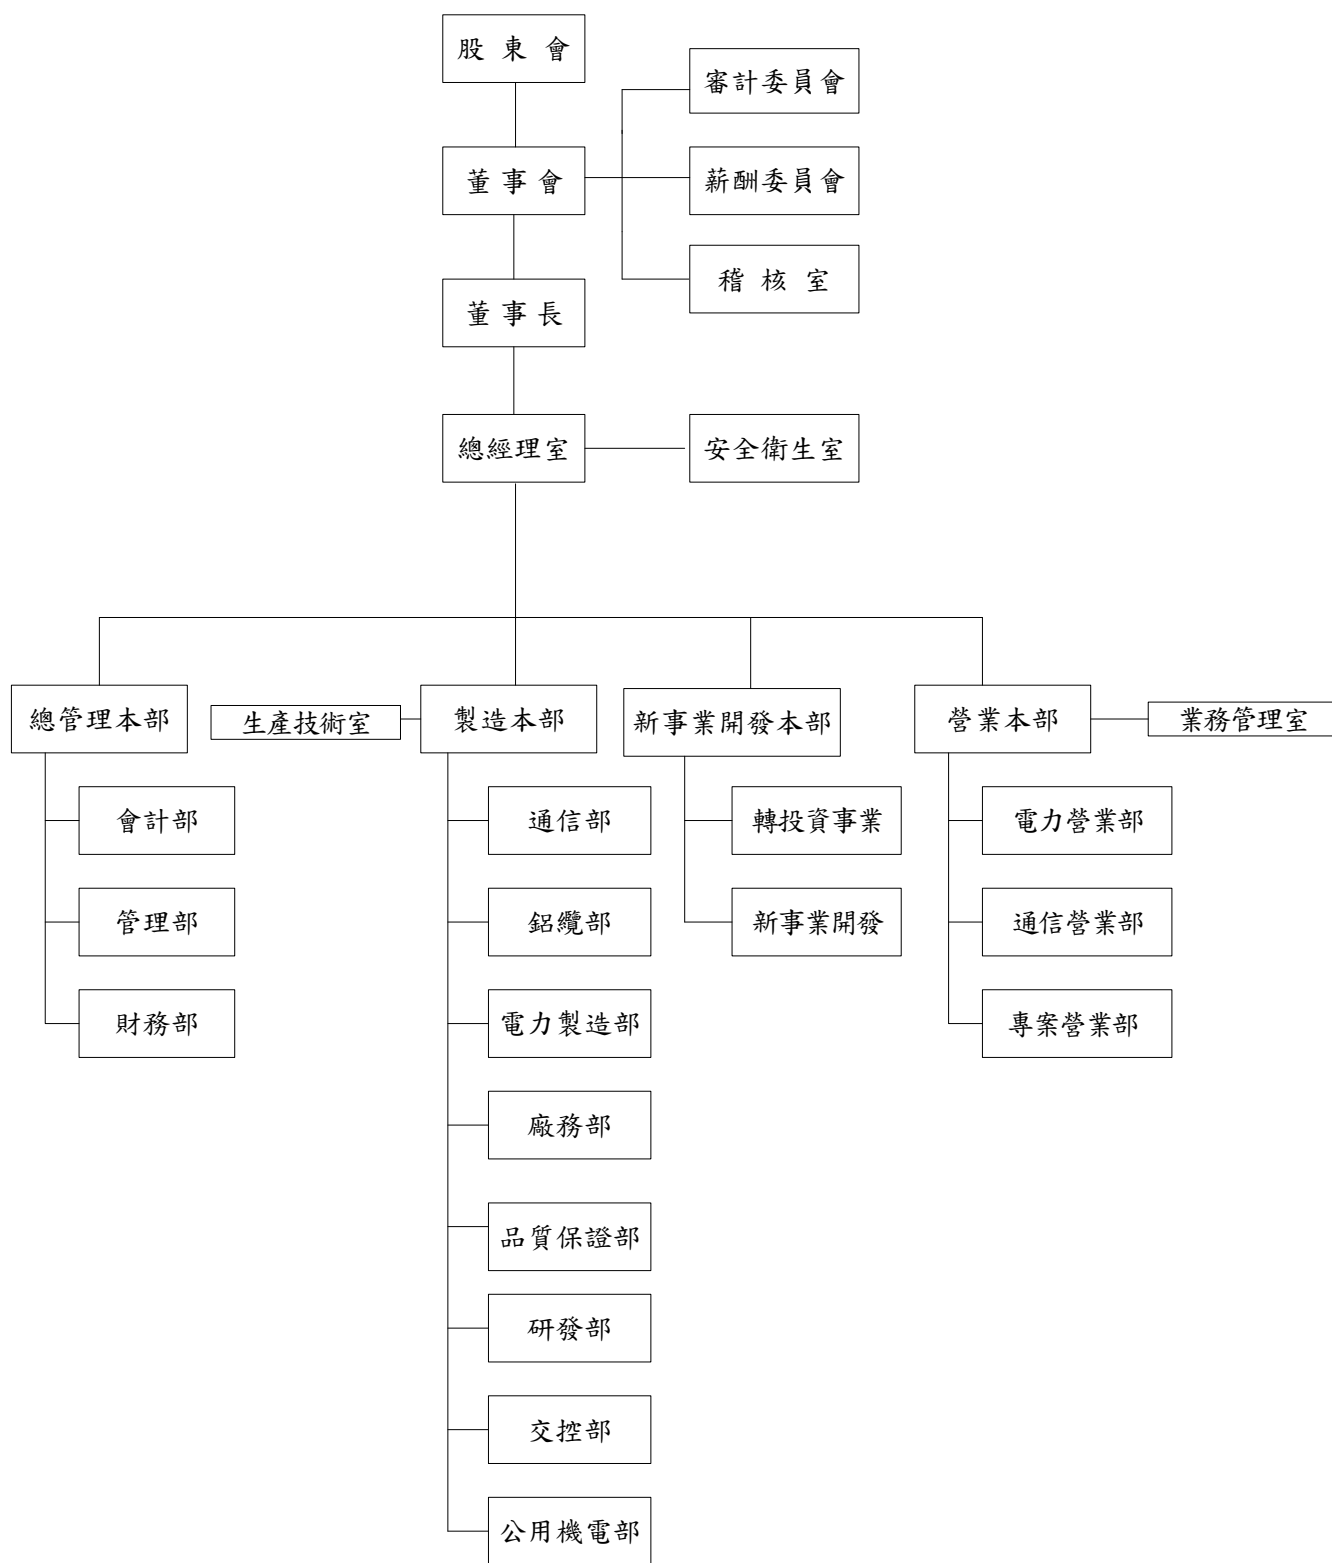 股東會
審計委員會
董事會
薪酬委員會
稽核室
董事長
總經理室
安全衛生室
總管理本部
生產技術室
製造本部
新事業開發本部
營業本部
業務管理室
會計部
通信部
轉投資事業
電力營業部
管理部
鋁纜部
新事業開發
通信營業部
財務部
電力製造部
專案營業部
廠務部
品質保證部
研發部
交控部
公用機電部